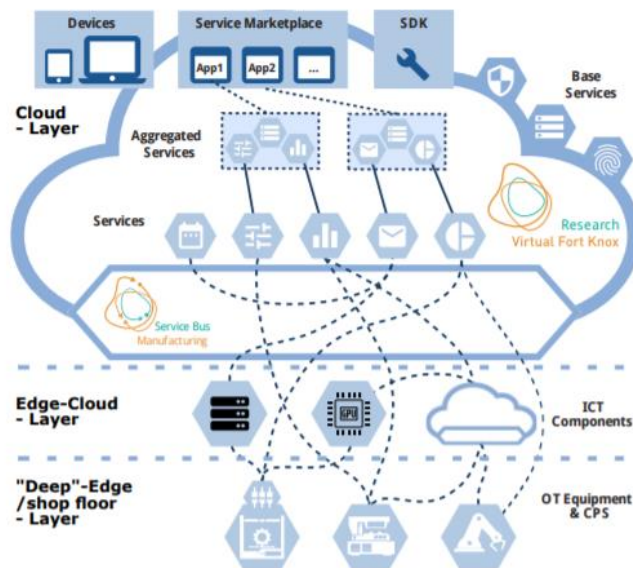 Devices
Service Marketplace
SDK
App1
App2
...
Base
Services
Cloud
- Layer
Aggregated
Services
Services
Research
Virtual Fort Knox
Service Bus
Manufacturing
Edge-Cloud
- Layer
GPU
ICT
Components
"Deep"-Edge
/shop floor
- Layer
OT Equipment
& CPS